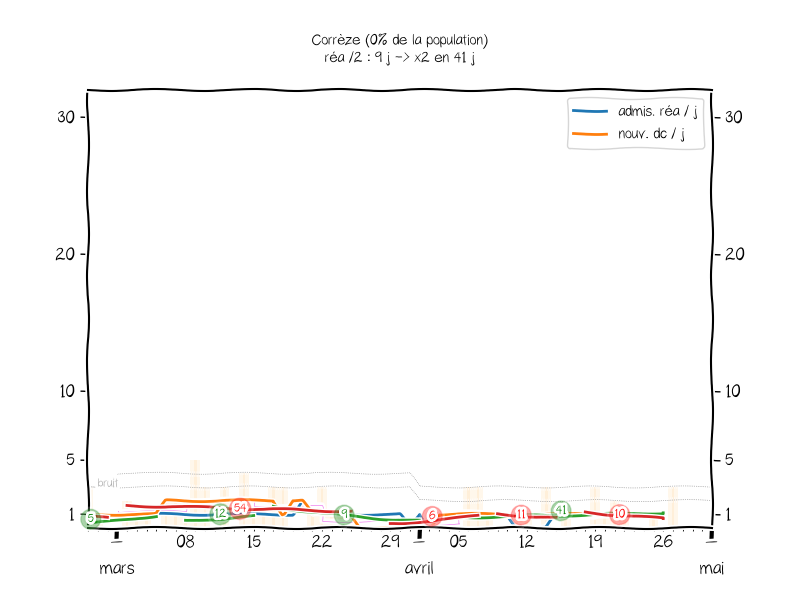 Corrèze (0% de la population)
réa /2 : 9 j -> x2 en 41 j
30 30
admis. réa / j
nouv. dc / j
20 20
10 10
5 5
bruit
1 1
5 12 54 9 6 11 41 10
08 15 22 29 05 12 19 26
mars avril mai